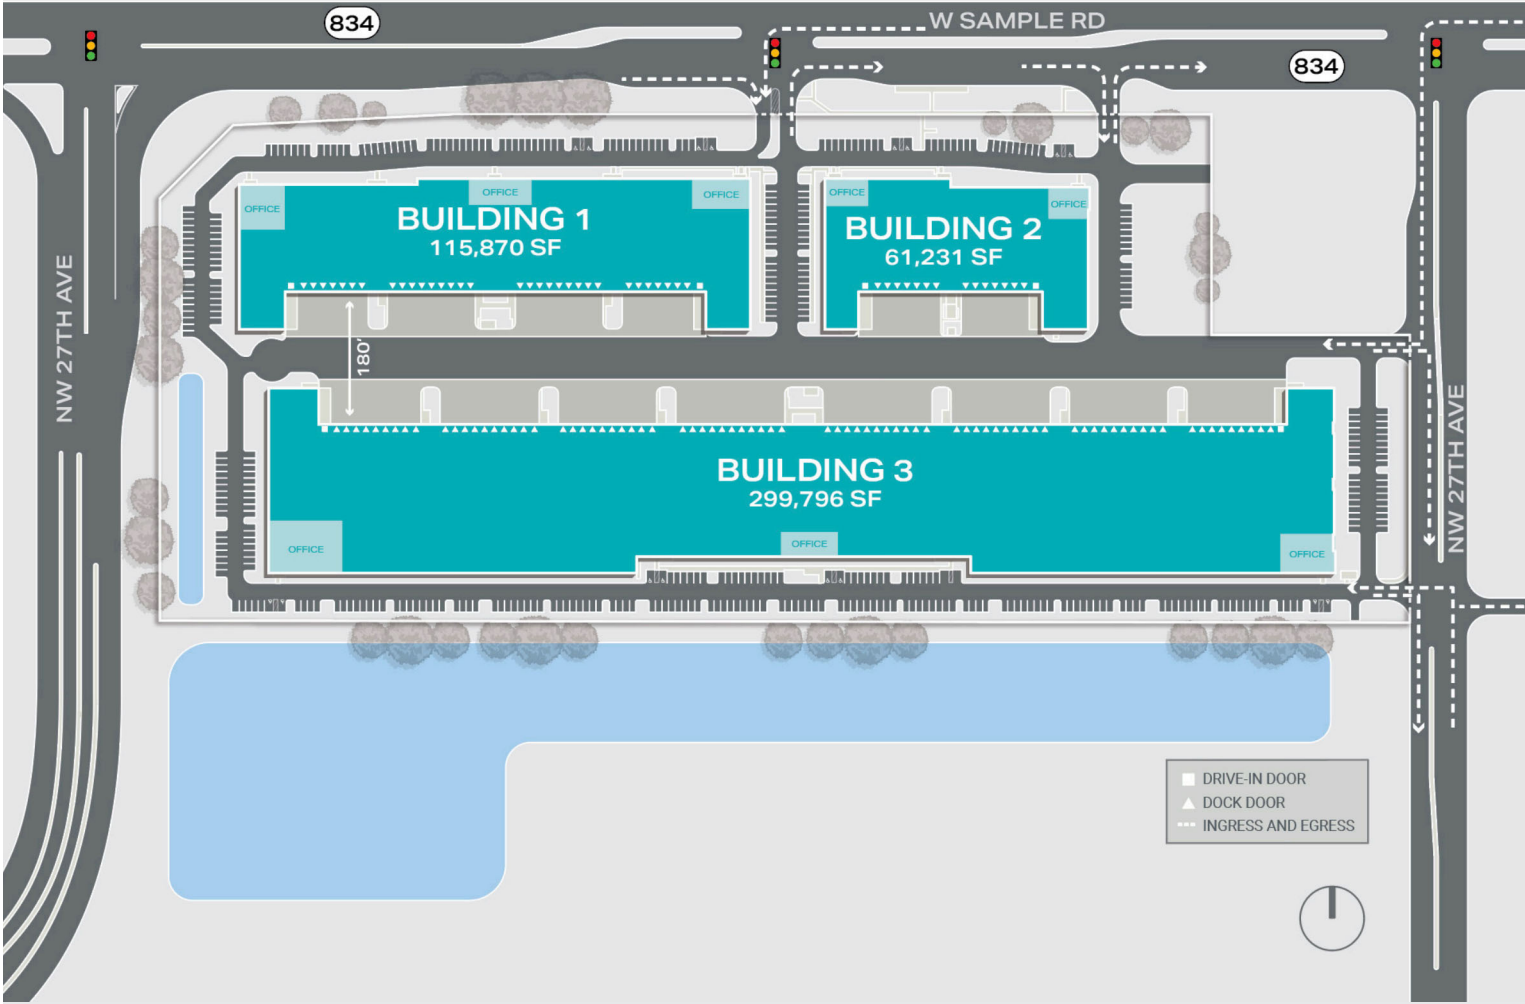 834
W SAMPLE RD
834
OFFICE
OFFICE
OFFICE
BUILDING 1
115,870 SF
OFFICE
OFFICE
BUILDING 2
61,231 SF
NW 27TH AVE
180'
BUILDING 3
299,796 SF
NW 27TH AVE
OFFICE
OFFICE
OFFICE
DRIVE-IN DOOR
DOCK DOOR
INGRESS AND EGRESS